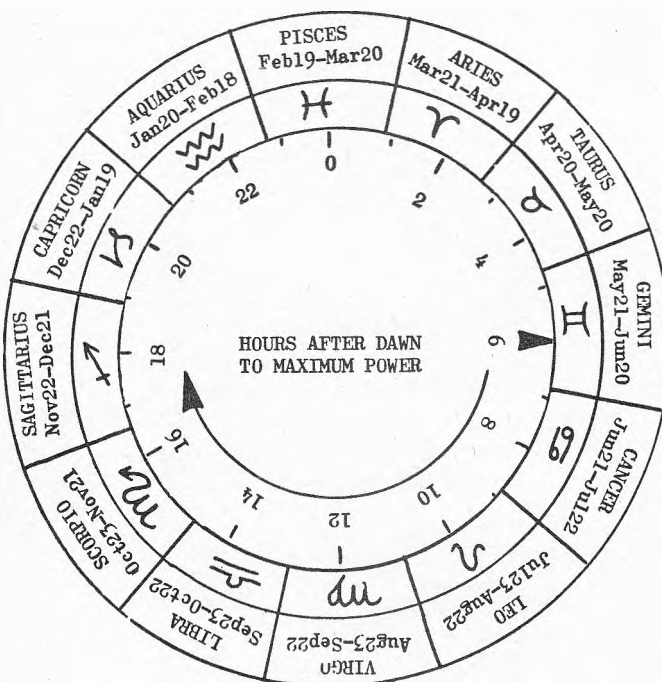 PISCES
Feb19-Mar20
ARIES
Mar21-Apr19
TAURUS
Apr20-May20
GEMINI
May21-Jun20
CANCER
Jun21-Jul22
LEO
Jul23-Aug22
VIRGO
Aug23-Sep22
LIBRA
Sep23-Oct22
SCORPIO
Oct23-Nov21
SAGITTARIUS
Nov22-Dec21
CAPRICORN
Dec22-Jan19
AQUARIUS
Jan20-Feb18
♓
♈
♉
♊
♋
♌
♍
♎
♏
♐
♑
♒
0
2
4
6
8
10
12
14
16
18
20
22
HOURS AFTER DAWN
TO MAXIMUM POWER